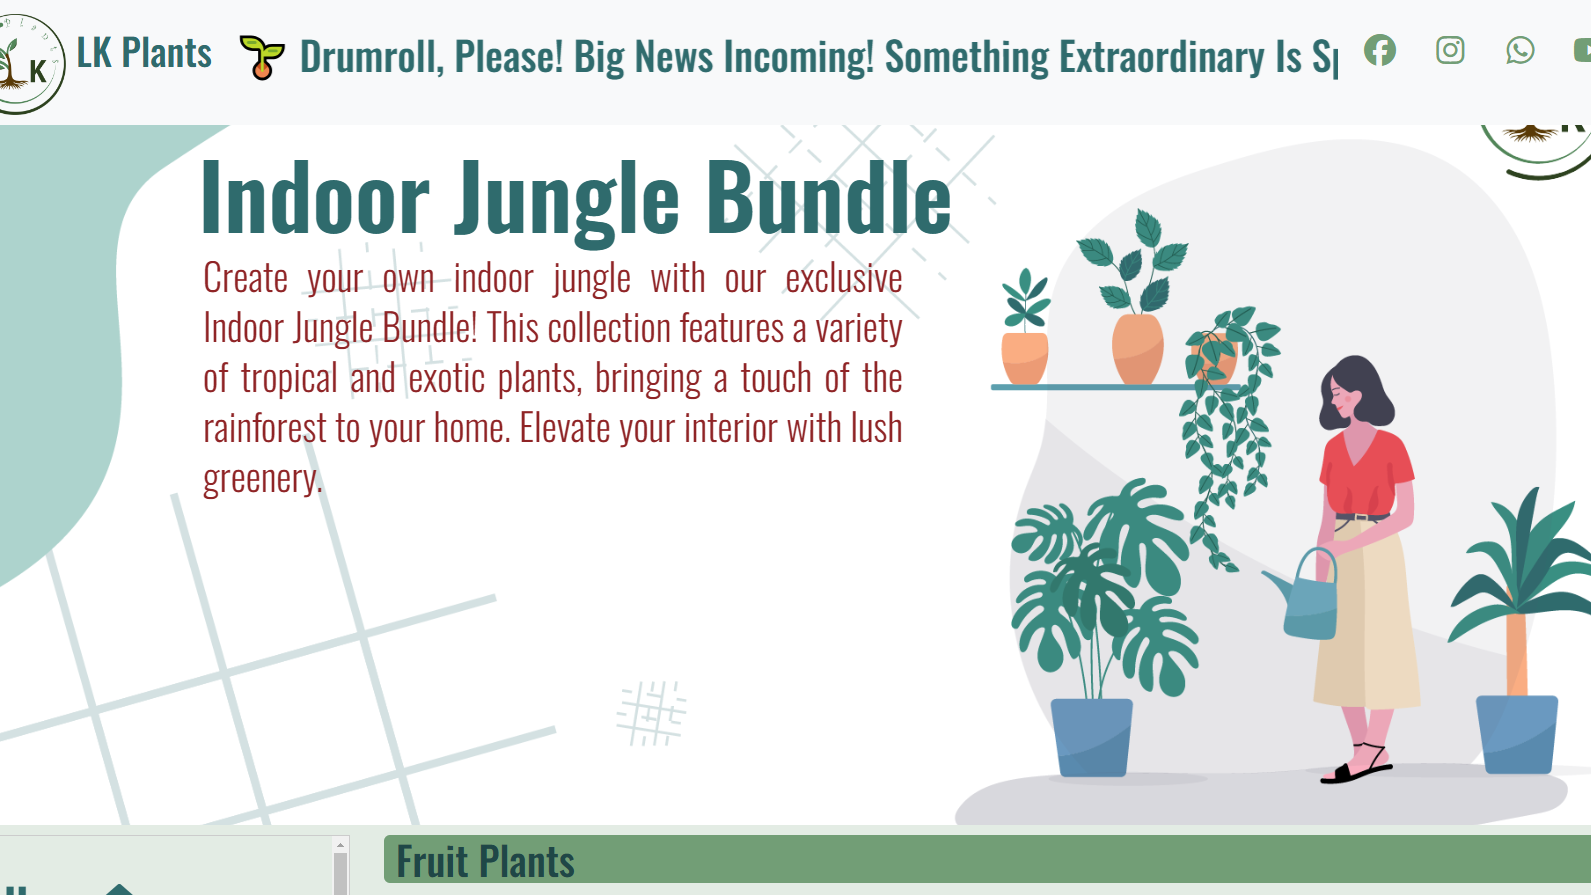 Plants
K
LK Plants
Drumroll, Please! Big News Incoming! Something Extraordinary Is
Indoor Jungle Bundle
Create your own indoor jungle with our exclusive
Indoor Jungle Bundle! This collection features a variety
of tropical and exotic plants, bringing a touch of the
rainforest to your home. Elevate your interior with lush
greenery.
Fruit Plants